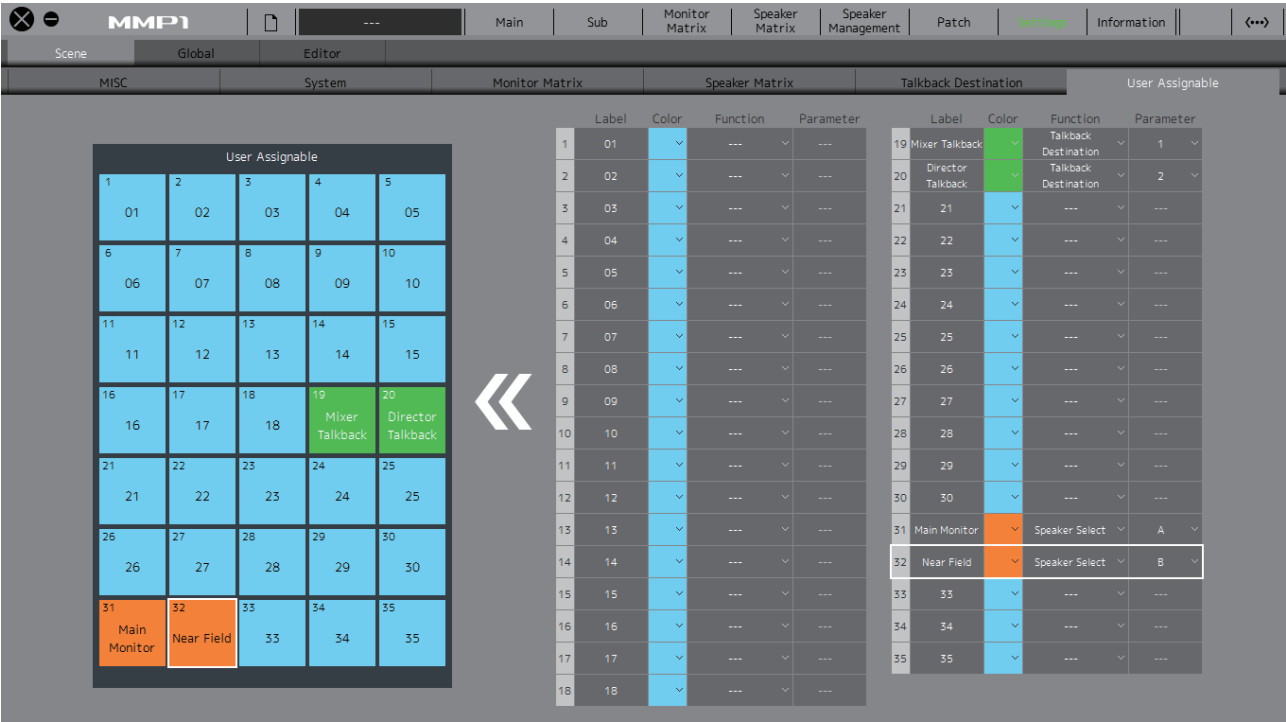 MMP1
---
Main
Sub
Monitor
Matrix
Speaker
Matrix
Speaker
Management
Patch
Settings
Information
Scene
Global
Editor
MISC
System
Monitor Matrix
Speaker Matrix
Talkback Destination
User Assignable
User Assignable
1 2 3 4 5
01 02 03 04 05
6 7 8 9 10
06 07 08 09 10
11 12 13 14 15
11 12 13 14 15
16 17 18 19 20
16 17 18 Mixer Director
Talkback Talkback
21 22 23 24 25
21 22 23 24 25
26 27 28 29 30
26 27 28 29 30
31 32 33 34 35
Main
Monitor
Near Field 33 34 35
Label Color Function Parameter
1 01 --- ---
2 02 --- ---
3 03 --- ---
4 04 --- ---
5 05 --- ---
6 06 --- ---
7 07 --- ---
8 08 --- ---
9 09 --- ---
10 10 --- ---
11 11 --- ---
12 12 --- ---
13 13 --- ---
14 14 --- ---
15 15 --- ---
16 16 --- ---
17 17 --- ---
18 18 --- ---
Label Color Function Parameter
19 Mixer Talkback Talkback
Destination 1
20 Director
Talkback Talkback
Destination 2
21 21 --- ---
22 22 --- ---
23 23 --- ---
24 24 --- ---
25 25 --- ---
26 26 --- ---
27 27 --- ---
28 28 --- ---
29 29 --- ---
30 30 --- ---
31 Main Monitor Speaker Select A
32 Near Field Speaker Select B
33 33 --- ---
34 34 --- ---
35 35 --- ---